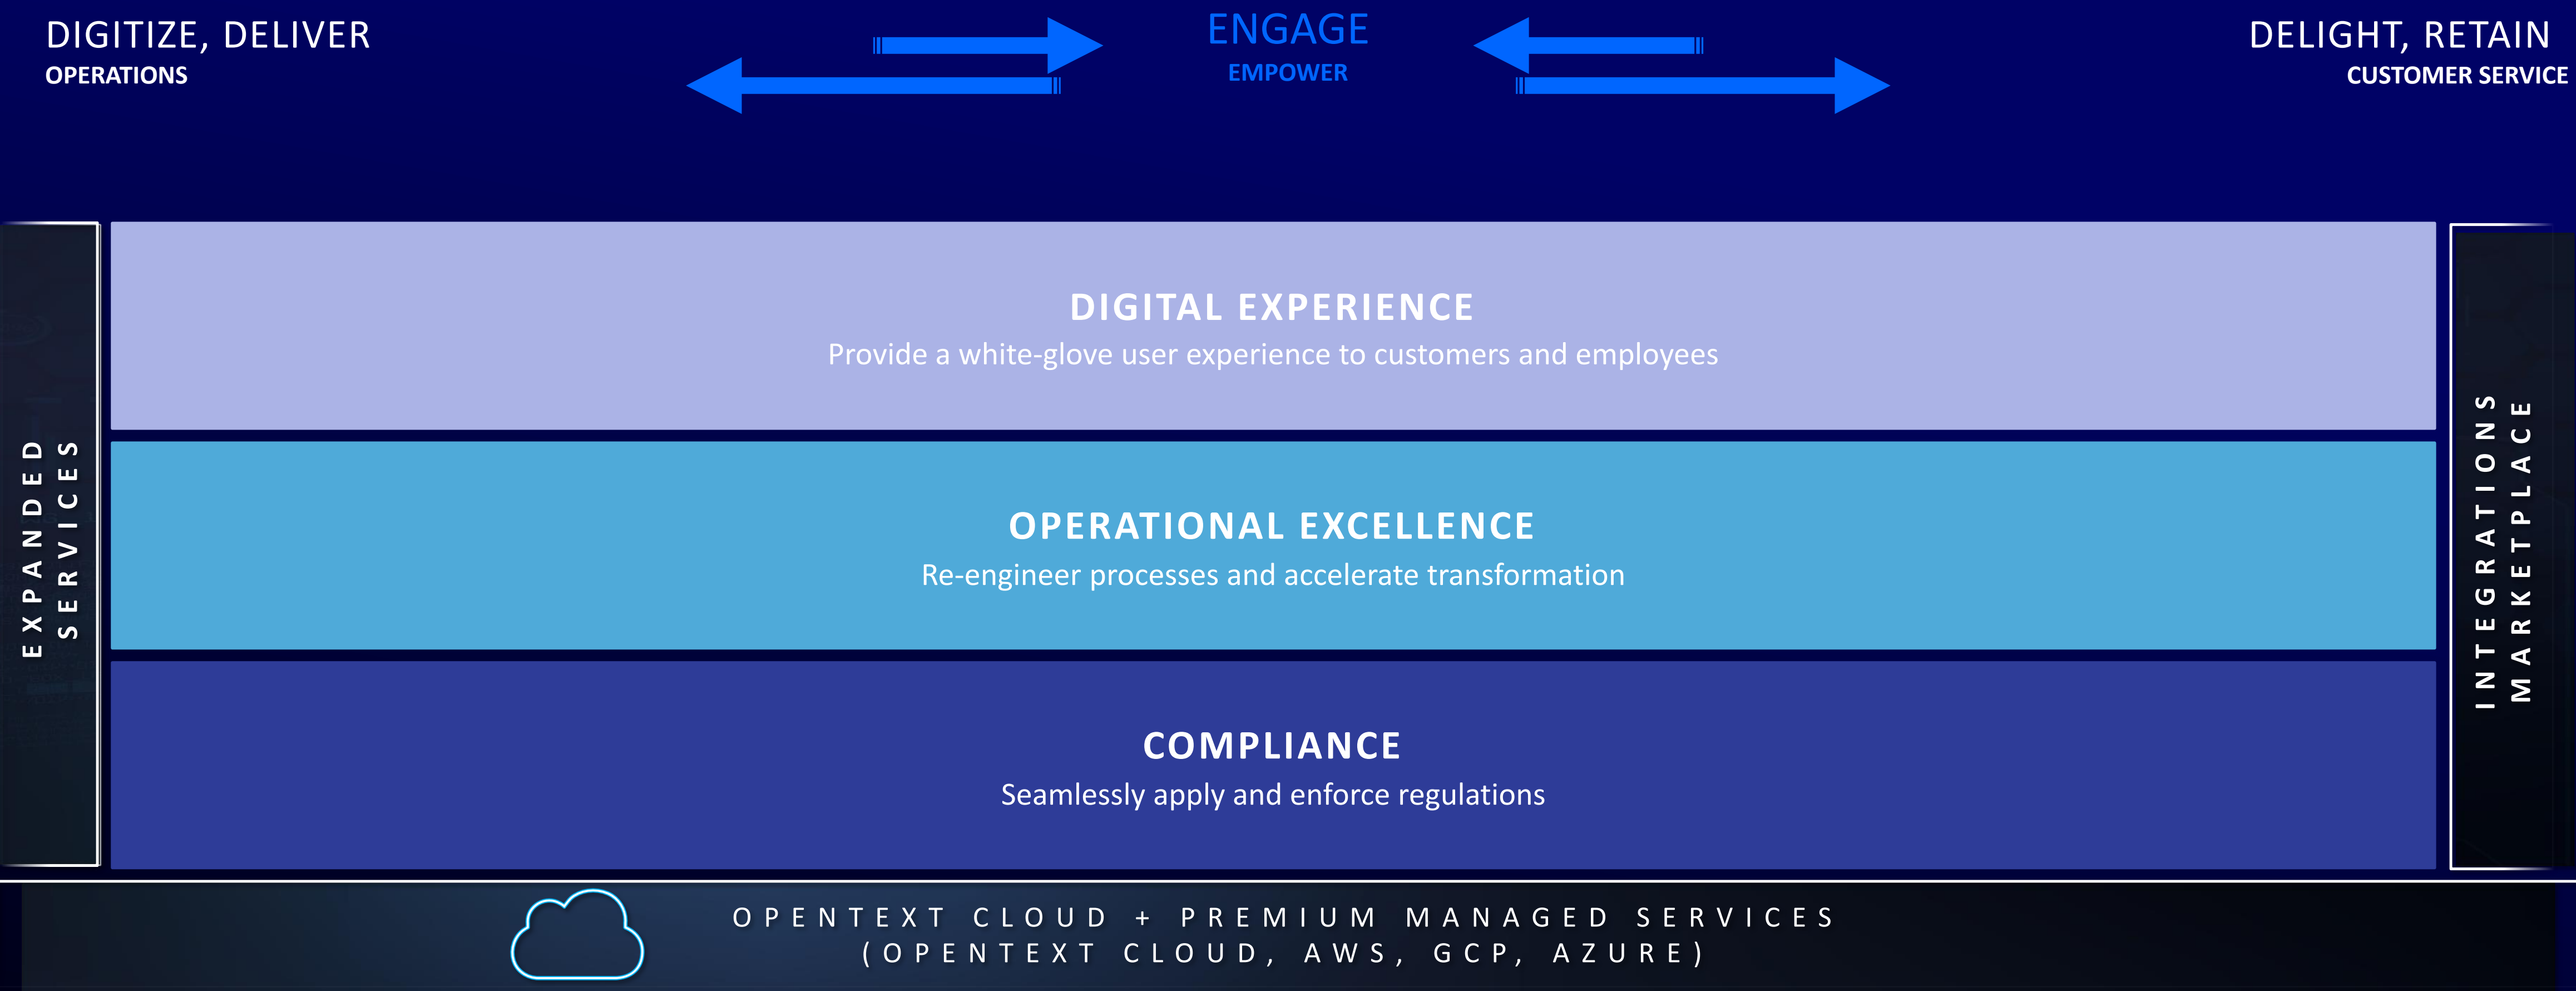 DIGITIZE, DELIVER
OPERATIONS
ENGAGE
EMPOWER
DELIGHT, RETAIN
CUSTOMER SERVICE
EXPANDED
SERVICES
DIGITAL EXPERIENCE
Provide a white-glove user experience to customers and employees
OPERATIONAL EXCELLENCE
Re-engineer processes and accelerate transformation
COMPLIANCE
Seamlessly apply and enforce regulations
INTEGRATIONS
MARKETPLACE
OPENTEXT CLOUD + PREMIUM MANAGED SERVICES
(OPENTEXT CLOUD, AWS, GCP, AZURE)